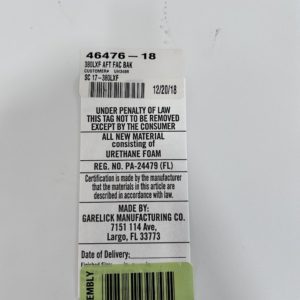 46476-18
380LXF AFT FAC BAK
SC 17-380LXF
12/20/18
UNDER PENALTY OF LAW
THIS TAG NOT TO BE REMOVED
EXCEPT BY THE CONSUMER
ALL NEW MATERIAL
consisting of
URETHANE FOAM
REG. NO. PA-24479 (FL)
Certification is made by the manufacturer
that the materials in this article are
described in accordance with law.
MADE BY:
GARELICK MANUFACTURING CO.
7151 114 Ave,
Largo, FL 33773
Date of Delivery: